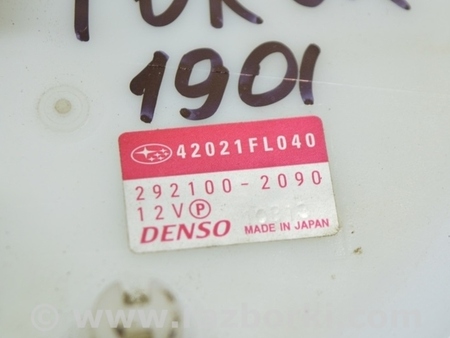 1901
42021FL040
292100-2090
12V P
DENSO MADE IN JAPAN